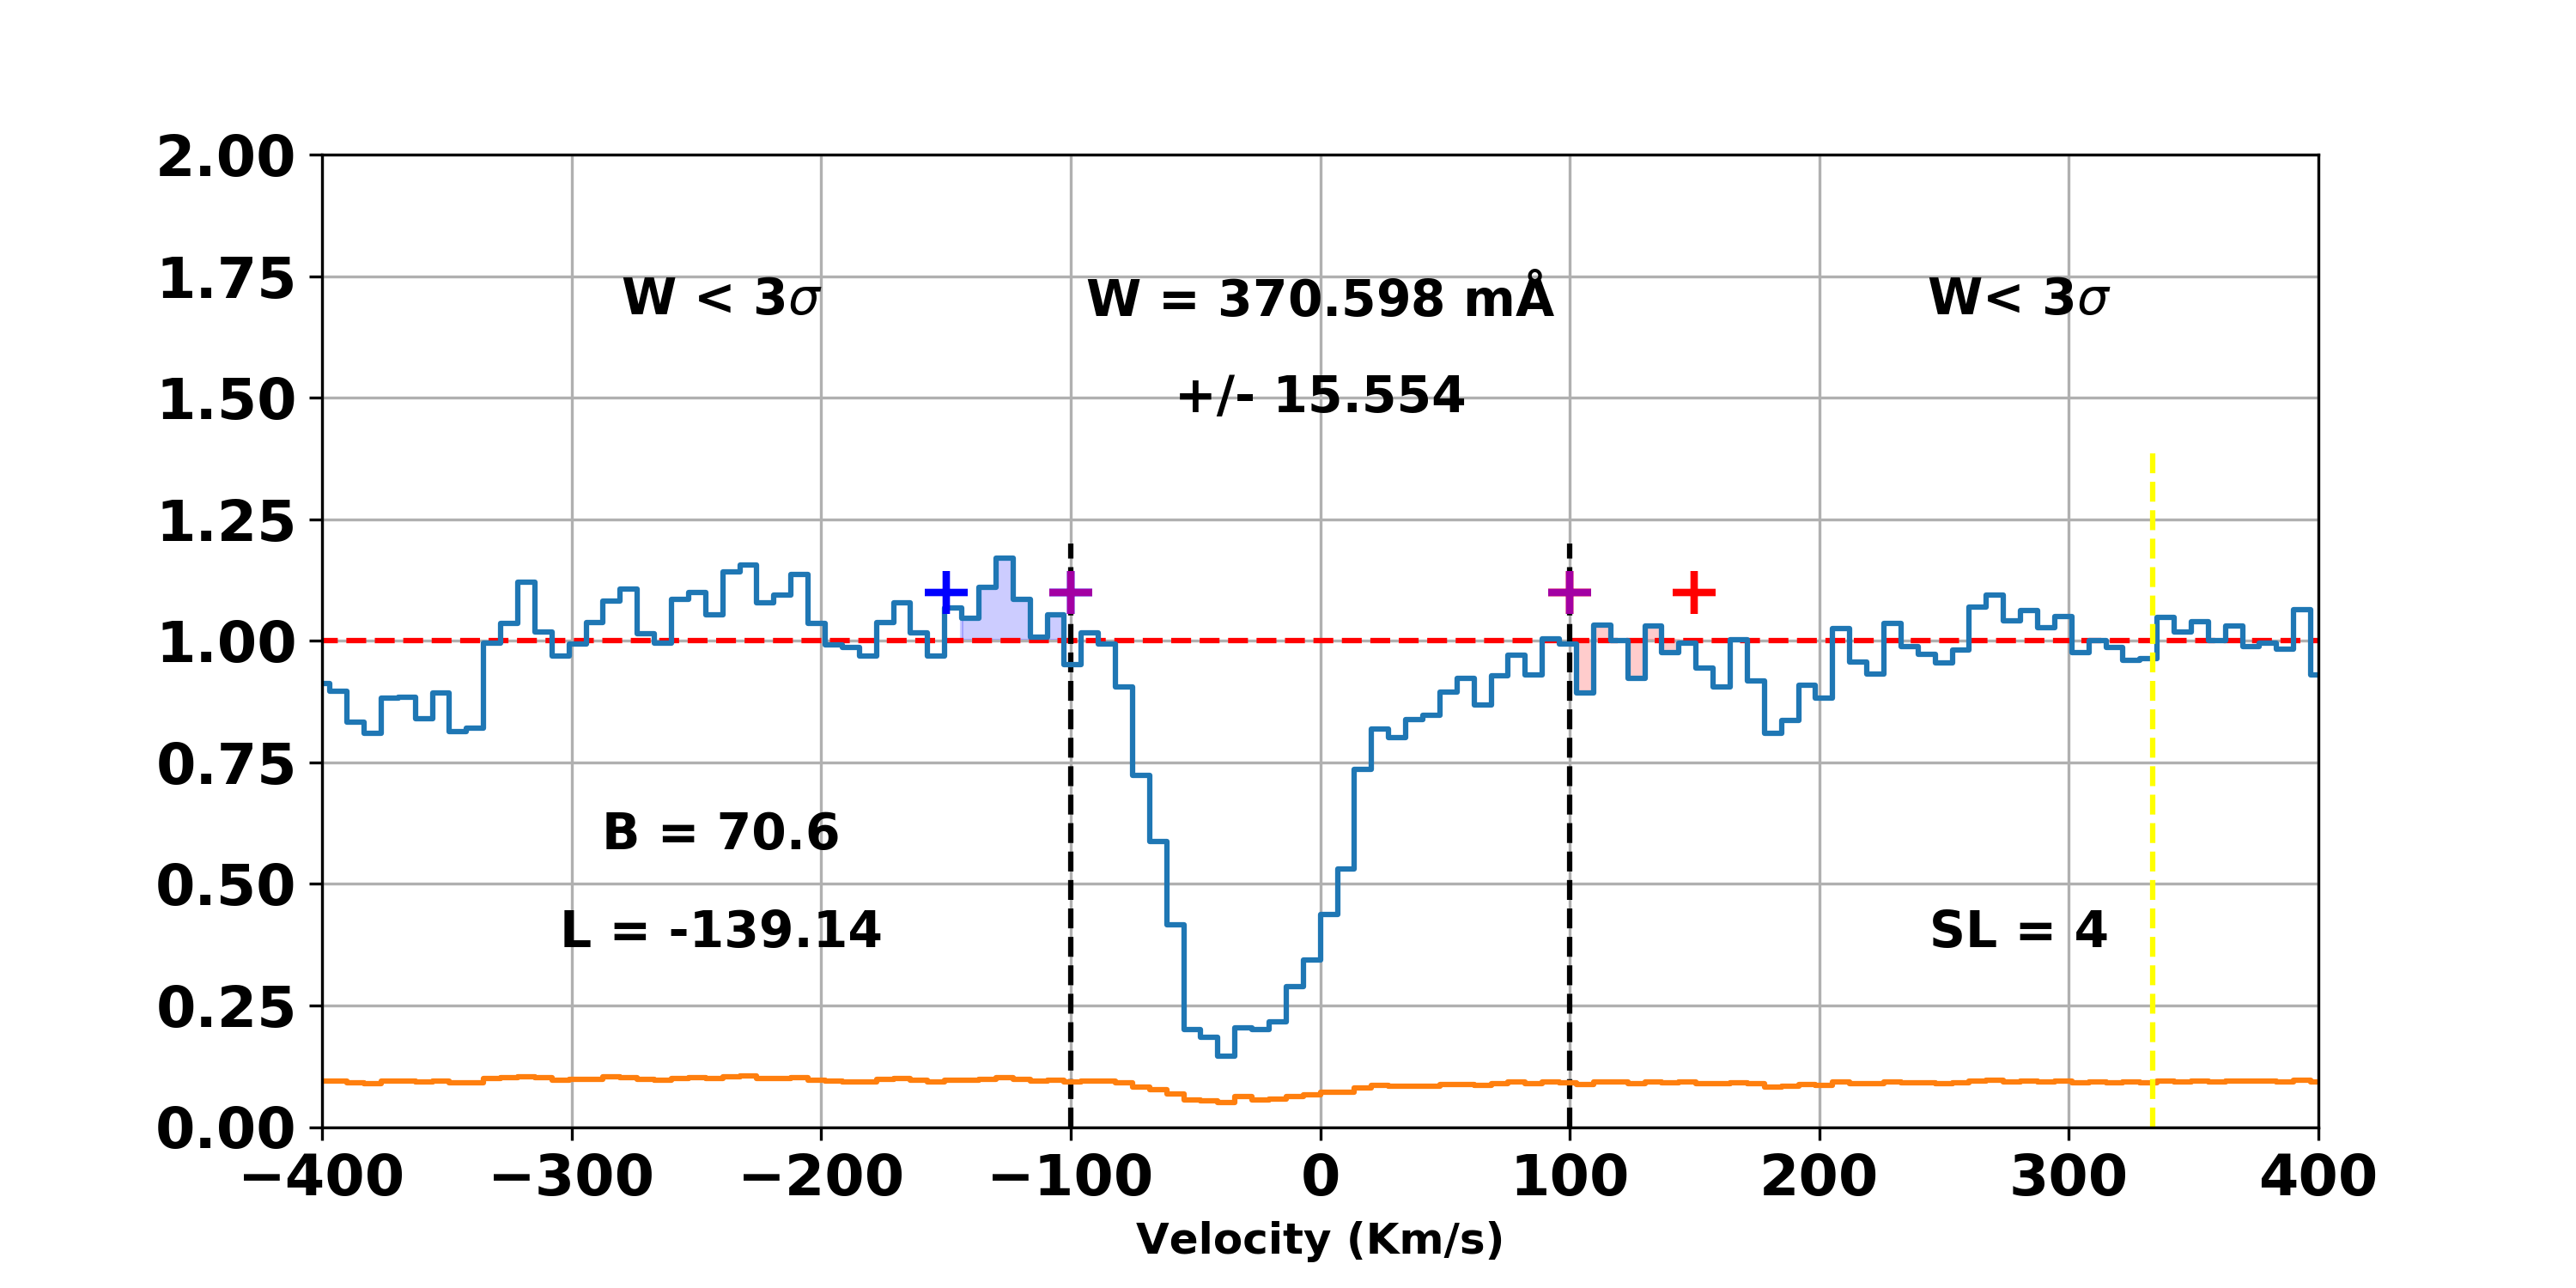 2.00
1.75
1.50
1.25
1.00
0.75
0.50
0.25
0.00
W < 3σ
W = 370.598 mÅ
+/- 15.554
W< 3σ
B = 70.6
L = -139.14
SL = 4
−400 −300 −200 −100 0 100 200 300 400
Velocity (Km/s)